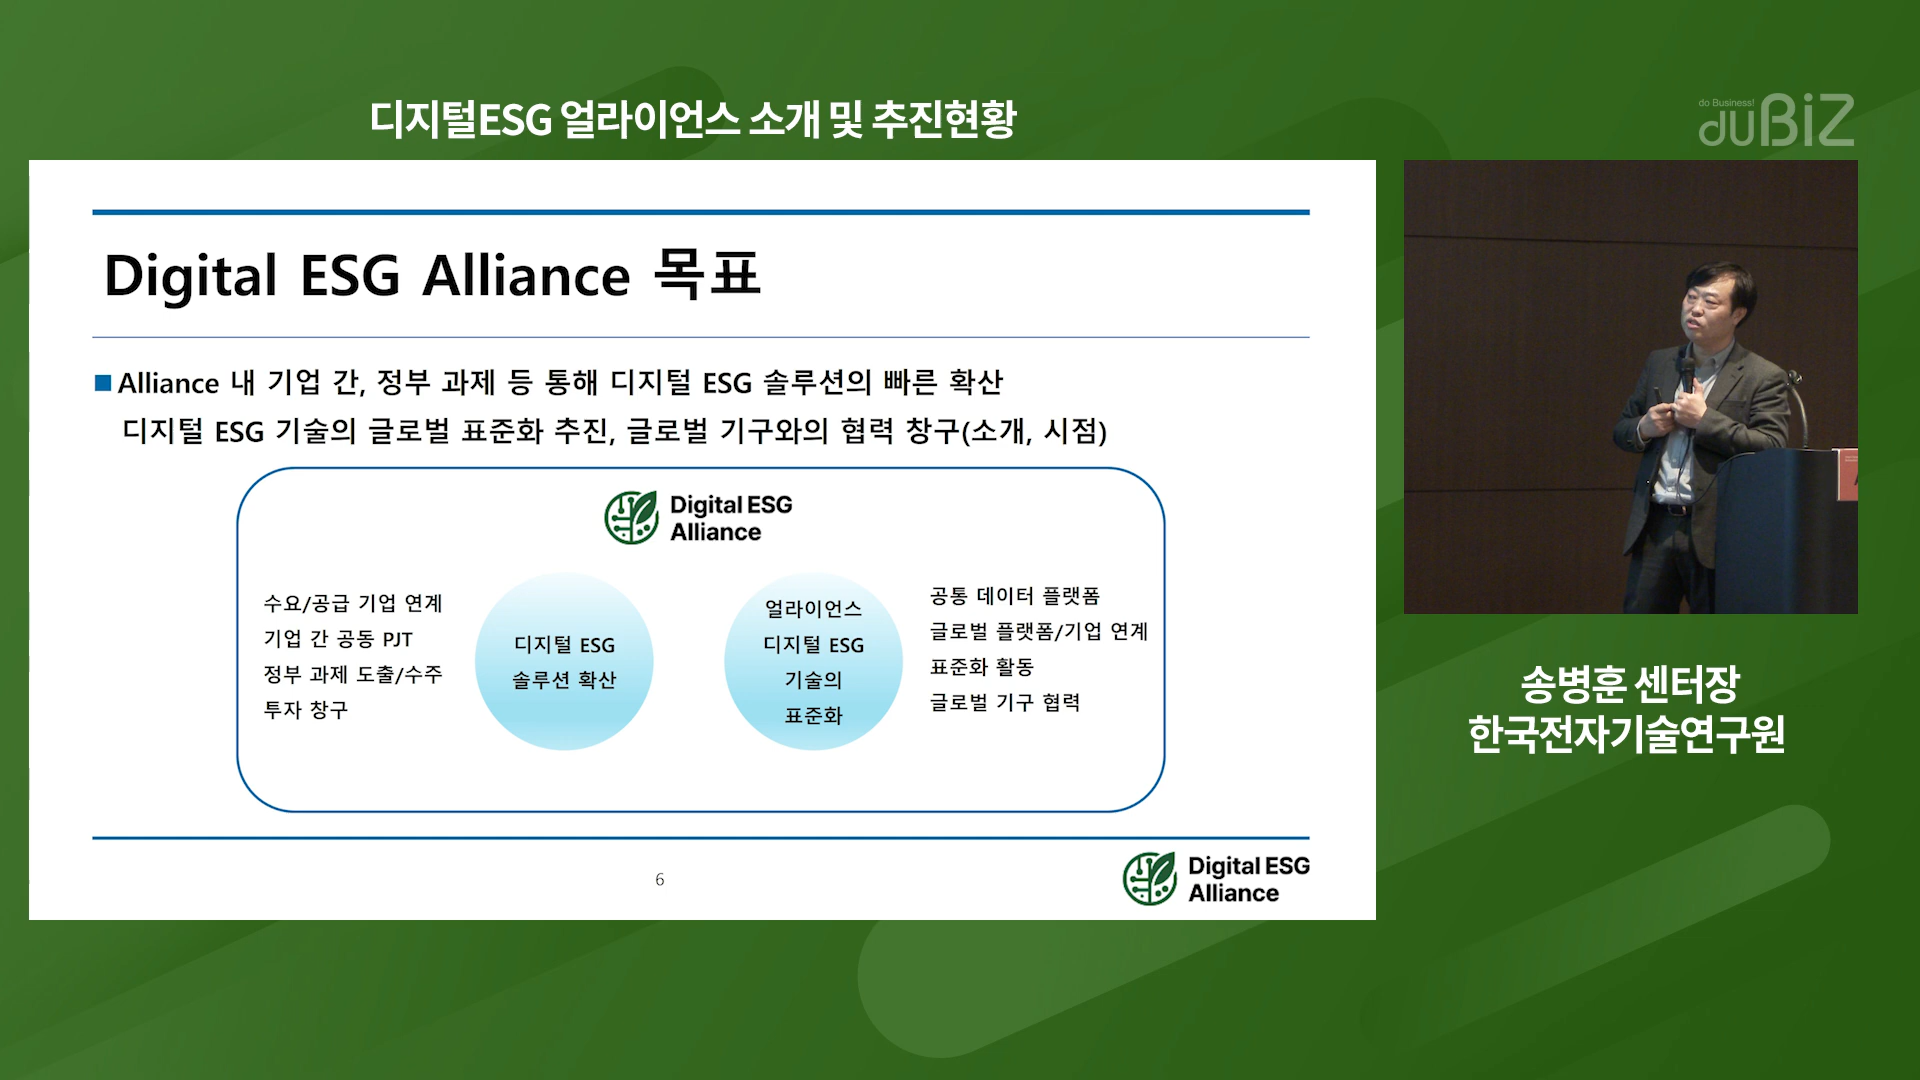 디지털ESG 얼라이언스 소개 및 추진현황
do Business!
duBiZ
Digital ESG Alliance 목표
Alliance 내 기업 간, 정부 과제 등 통해 디지털 ESG 솔루션의 빠른 확산
디지털 ESG 기술의 글로벌 표준화 추진, 글로벌 기구와의 협력 창구(소개, 시점)
Digital ESG
Alliance
수요/공급 기업 연계
기업 간 공동 PJT
정부 과제 도출/수주
투자 창구
디지털 ESG
솔루션 확산
얼라이언스
디지털 ESG
기술의
표준화
공통 데이터 플랫폼
글로벌 플랫폼/기업 연계
표준화 활동
글로벌 기구 협력
6
Digital ESG
Alliance
송병훈 센터장
한국전자기술연구원